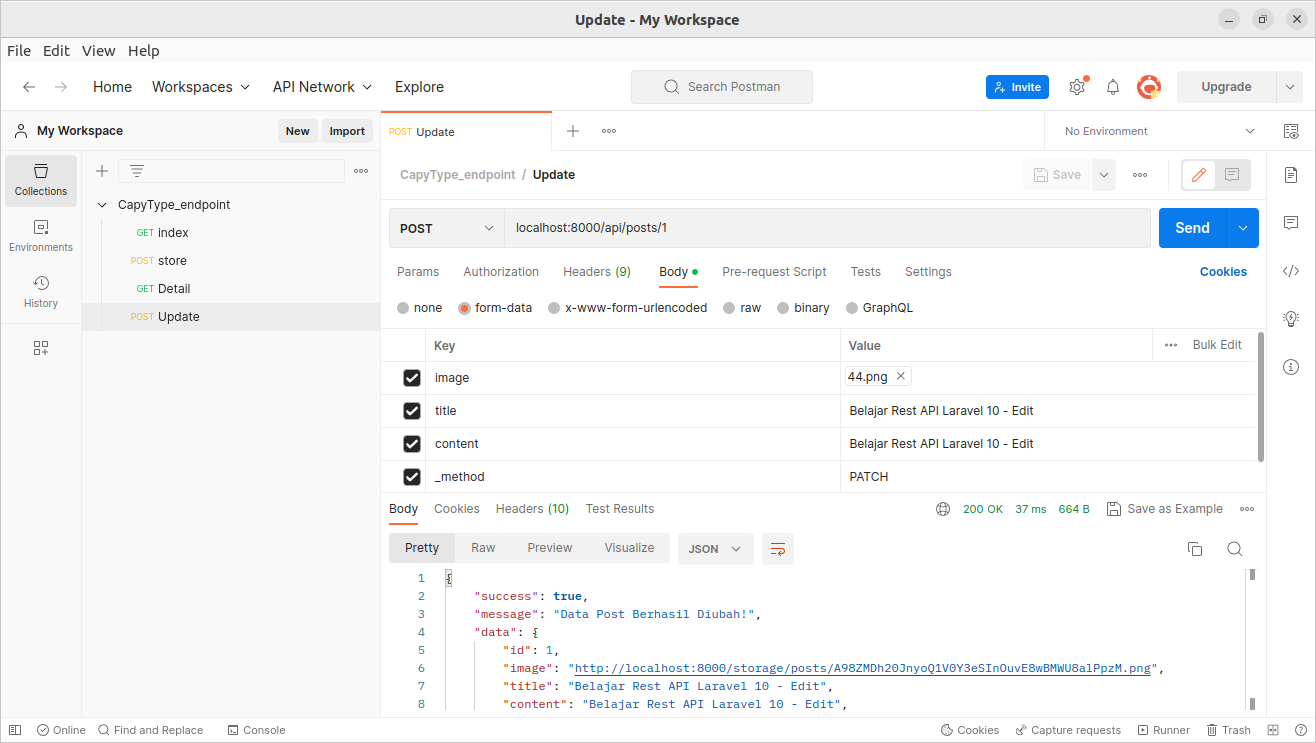 Update - My Workspace
File Edit View Help
Home Workspaces API Network Explore Search Postman Invite Upgrade
My Workspace New Import POST Update No Environment
Collections
Environments
History
CapyType_endpoint
GET index
POST store
GET Detail
POST Update
CapyType_endpoint / Update Save
POST localhost:8000/api/posts/1 Send
Params Authorization Headers (9) Body Pre-request Script Tests Settings Cookies
none form-data x-www-form-urlencoded raw binary GraphQL
Key Value Bulk Edit
image 44.png
title Belajar Rest API Laravel 10 - Edit
content Belajar Rest API Laravel 10 - Edit
_method PATCH
Body Cookies Headers (10) Test Results 200 OK 37 ms 664 B Save as Example
Pretty Raw Preview Visualize JSON
1 {
2 "success": true,
3 "message": "Data Post Berhasil Diubah!",
4 "data": {
5 "id": 1,
6 "image": "http://localhost:8000/storage/posts/A98ZMDh20JnyoQ1V0Y3eSInOuvE8wBMWU8alPpzM.png",
7 "title": "Belajar Rest API Laravel 10 - Edit",
8 "content": "Belajar Rest API Laravel 10 - Edit",
Online Find and Replace Console Cookies Capture requests Runner Trash